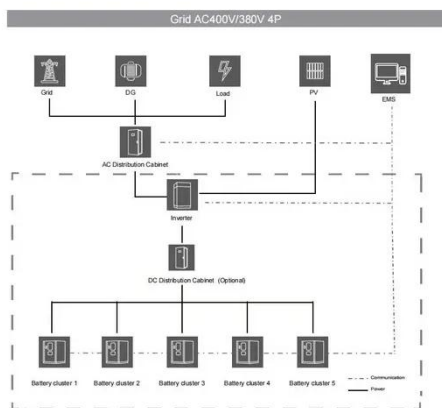 Grid AC400V/380V 4P
Grid
DG
Load
PV
EMS
AC Distribution Cabinet
Inverter
DC Distribution Cabinet (Optional)
Battery cluster 1
Battery cluster 2
Battery cluster 3
Battery cluster 4
Battery cluster 5
Communication
Power